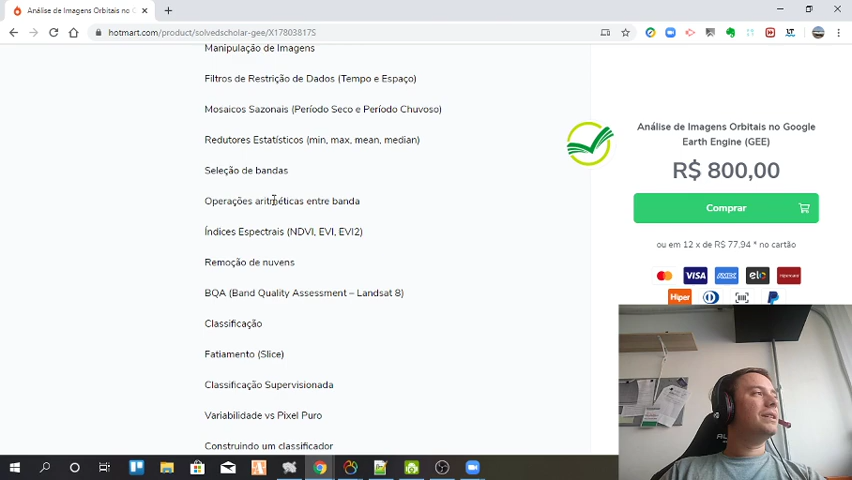 Análise de Imagens Orbitais no G
hotmart.com/product/solvedscholar-gee/X17803817S
Manipulação de Imagens
Filtros de Restrição de Dados (Tempo e Espaço)
Mosaicos Sazonais (Período Seco e Período Chuvoso)
Redutores Estatísticos (min, max, mean, median)
Seleção de bandas
Operações aritméticas entre banda
Índices Espectrais (NDVI, EVI, EVI2)
Remoção de nuvens
BQA (Band Quality Assessment – Landsat 8)
Classificação
Fatiamento (Slice)
Classificação Supervisionada
Variabilidade vs Pixel Puro
Construindo um classificador
Análise de Imagens Orbitais no Google
Earth Engine (GEE)
R$ 800,00
Comprar
ou em 12 x de R$ 77,94 * no cartão
VISA
AMEX
elo
Hipercard
Hiper